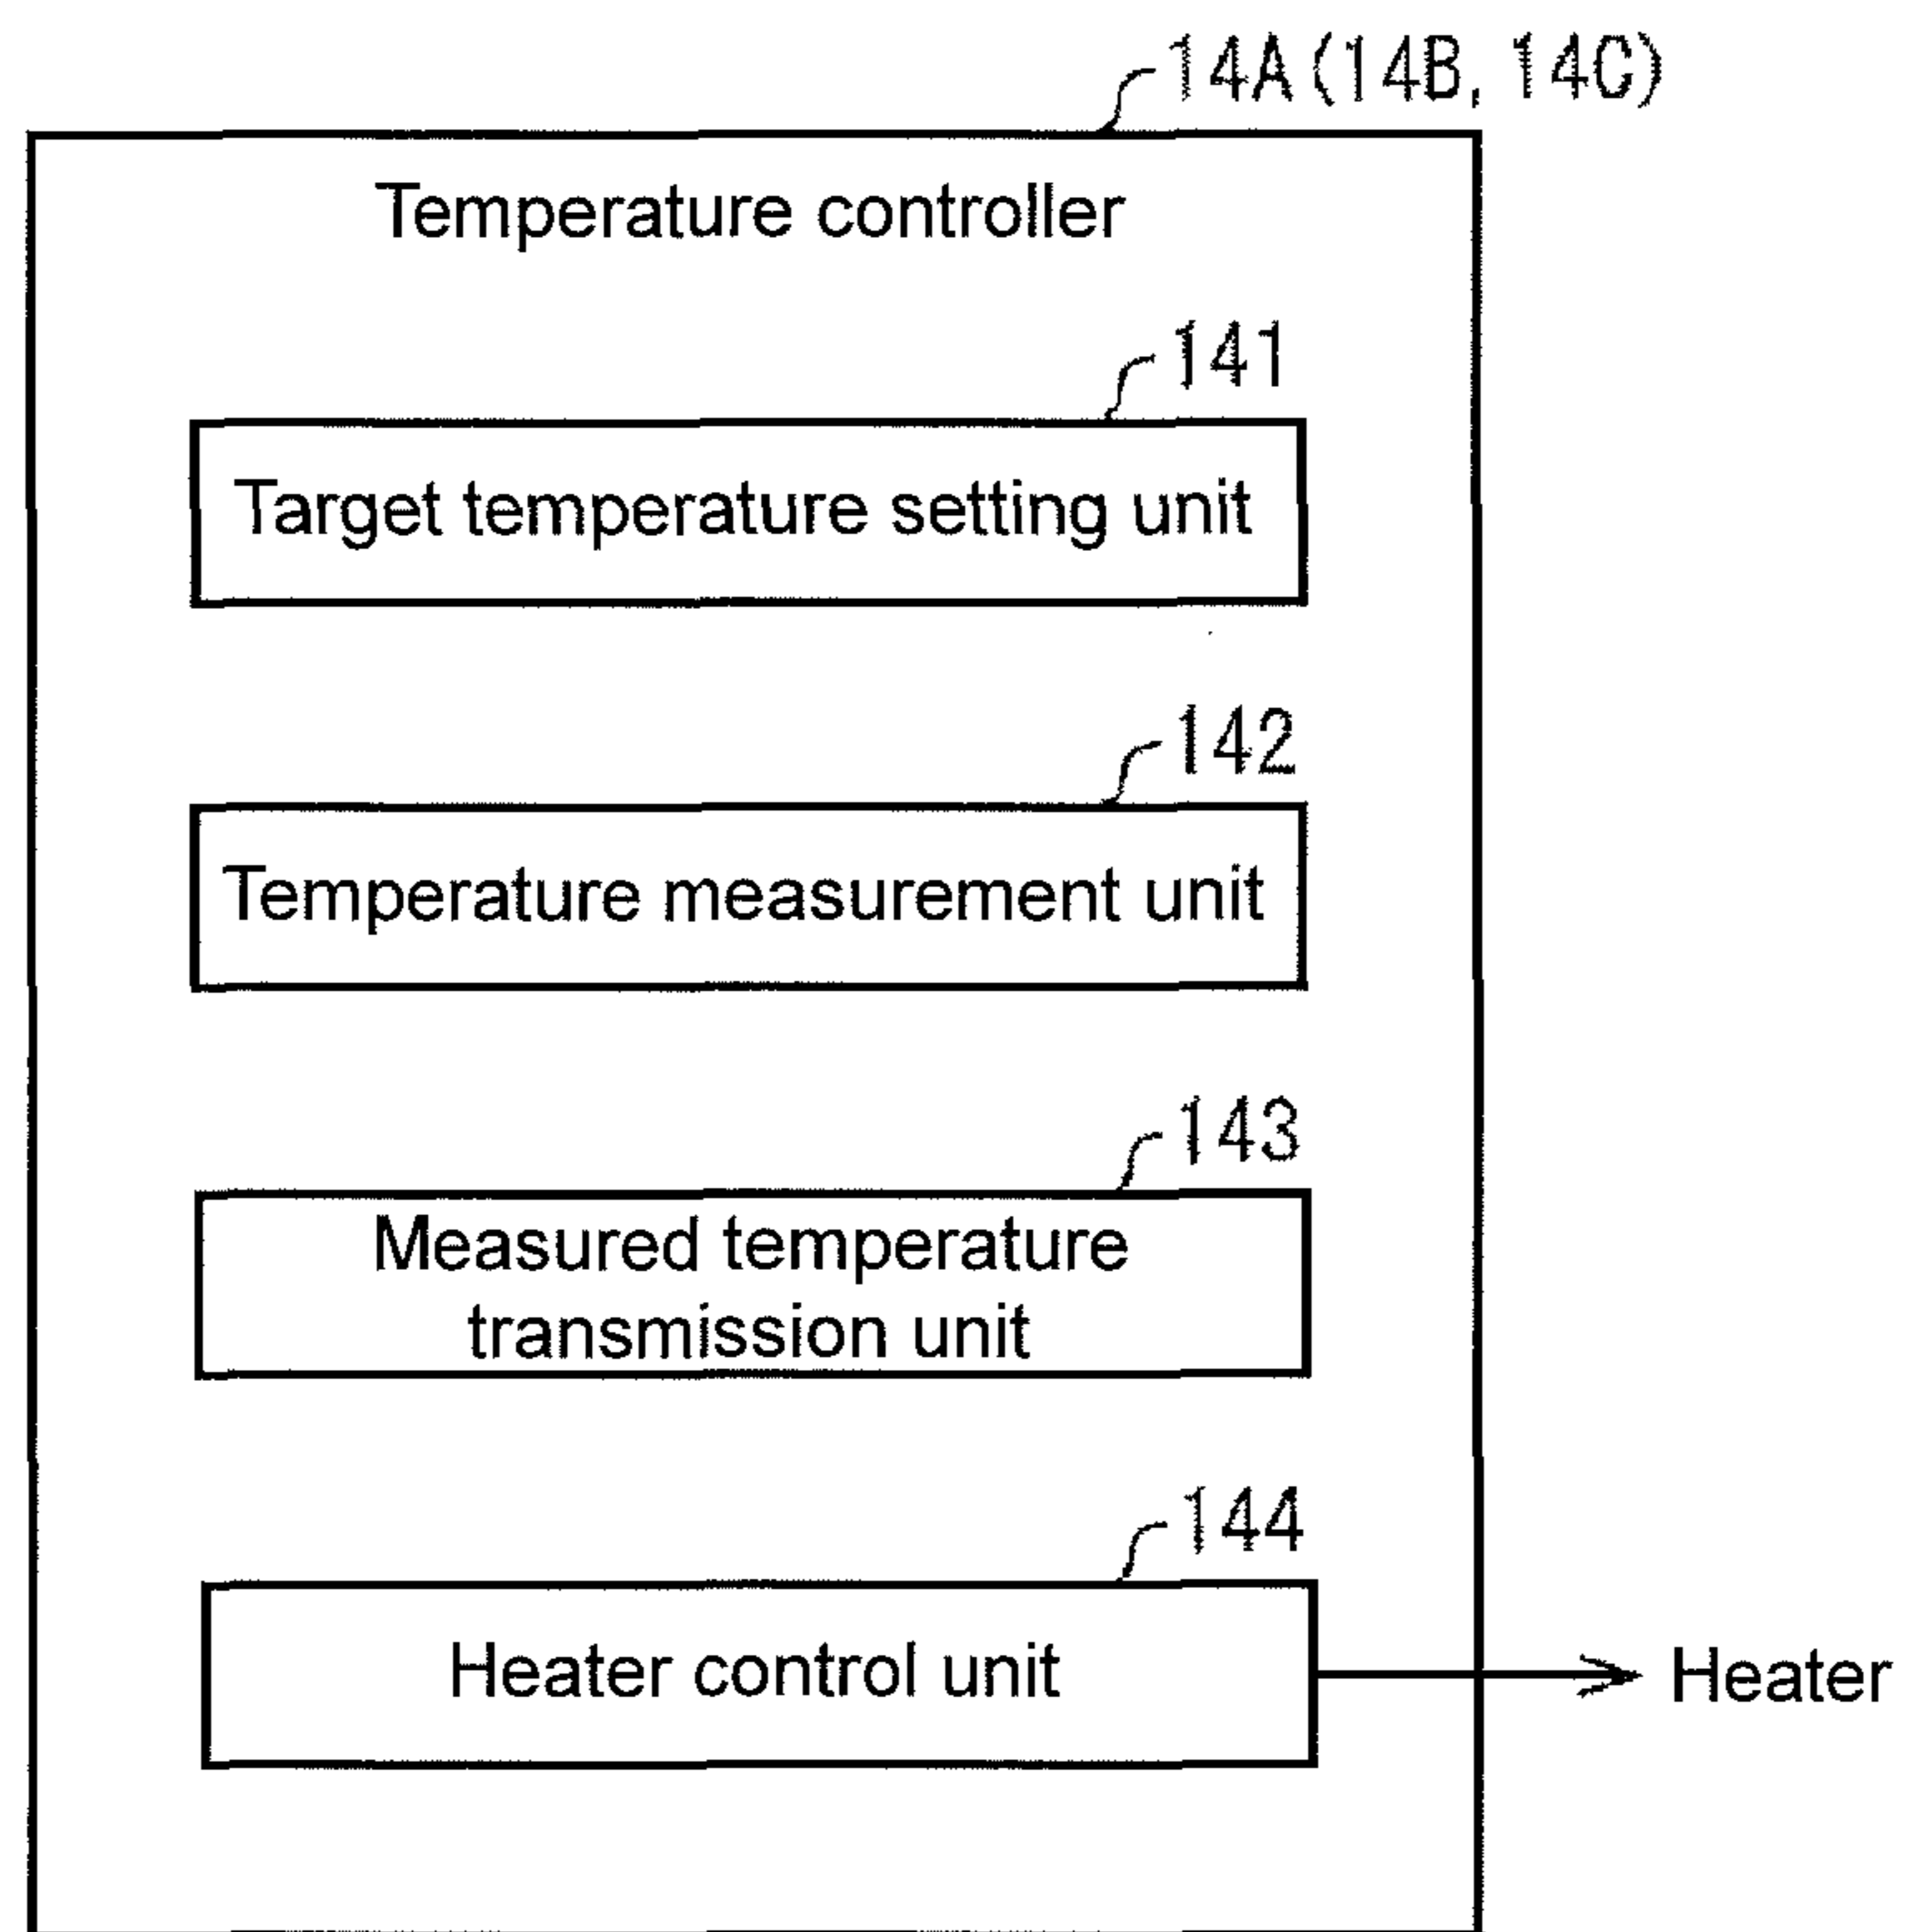 14A(14B, 14C)
Temperature controller
141
Target temperature setting unit
142
Temperature measurement unit
143
Measured temperature
transmission unit
144
Heater control unit
Heater